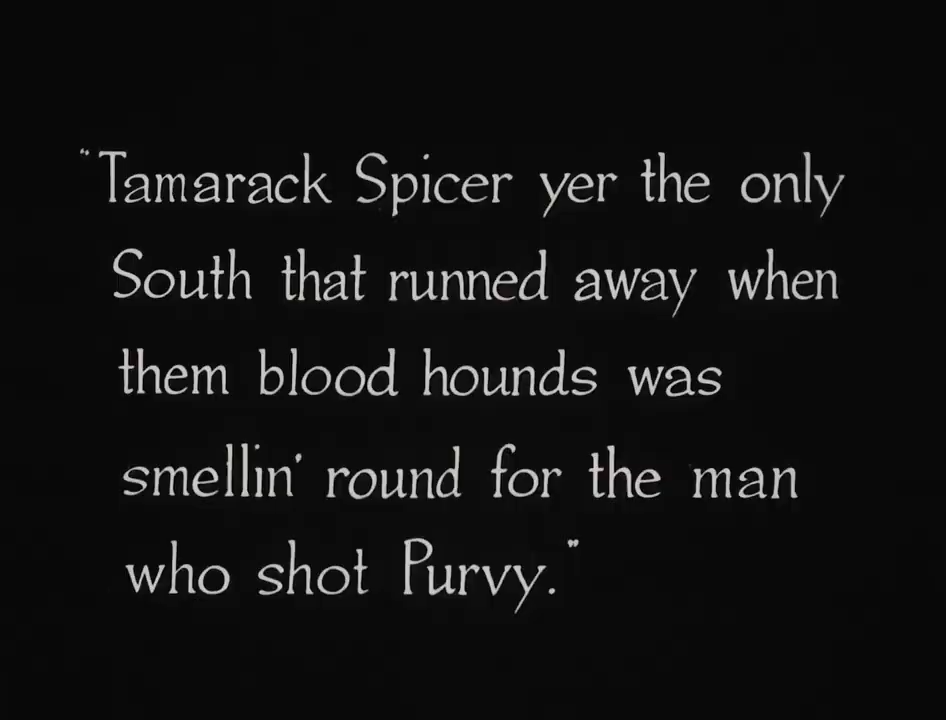 "Tamarack Spicer yer the only
South that runned away when
them blood hounds was
smellin' round for the man
who shot Purvy."